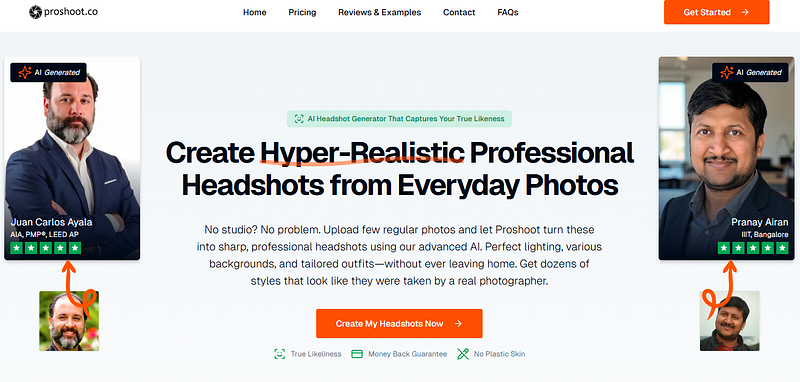 proshoot.co
Home Pricing Reviews & Examples Contact FAQs
Get Started
AI Generated
AI Generated
AI Headshot Generator That Captures Your True Likeness
Create Hyper-Realistic Professional
Headshots from Everyday Photos
Juan Carlos Ayala
AIA, PMP®, LEED AP
Pranay Airan
IIIT, Bangalore
No studio? No problem. Upload few regular photos and let Proshoot turn these
into sharp, professional headshots using our advanced AI. Perfect lighting, various
backgrounds, and tailored outfits—without ever leaving home. Get dozens of
styles that look like they were taken by a real photographer.
Create My Headshots Now
True Likeliness Money Back Guarantee No Plastic Skin